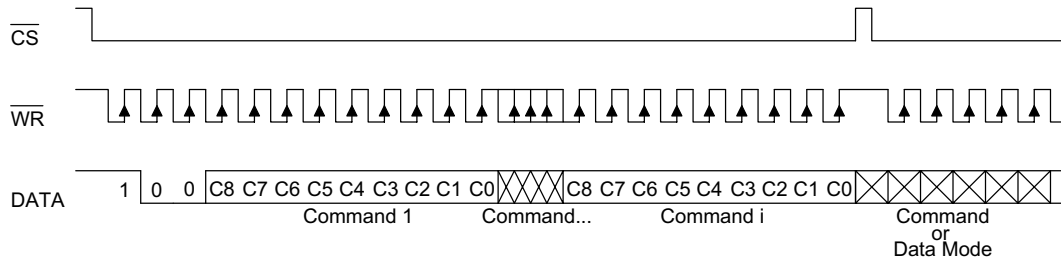 CS
WR
DATA 1 0 0 C8 C7 C6 C5 C4 C3 C2 C1 C0 C8 C7 C6 C5 C4 C3 C2 C1 C0
Command 1 Command... Command i Command
or
Data Mode